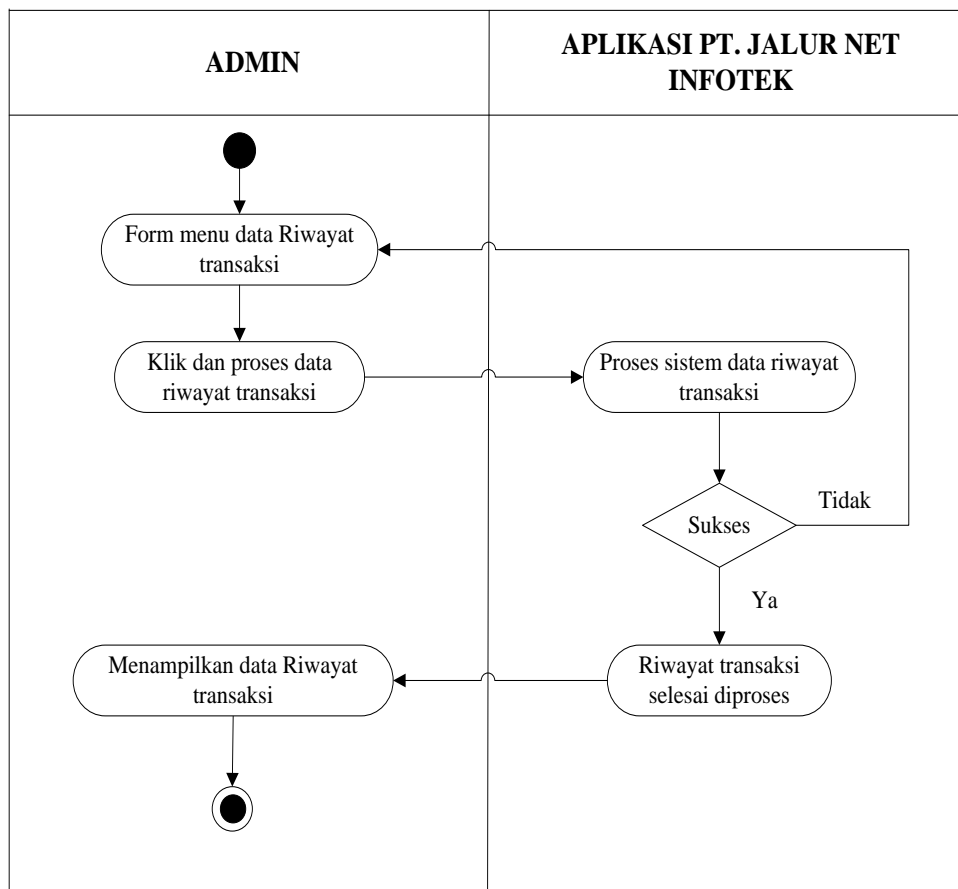 ADMIN
APLIKASI PT. JALUR NET
INFOTEK
Form menu data Riwayat
transaksi
Klik dan proses data
riwayat transaksi
Proses sistem data riwayat
transaksi
Sukses
Tidak
Ya
Menampilkan data Riwayat
transaksi
Riwayat transaksi
selesai diproses